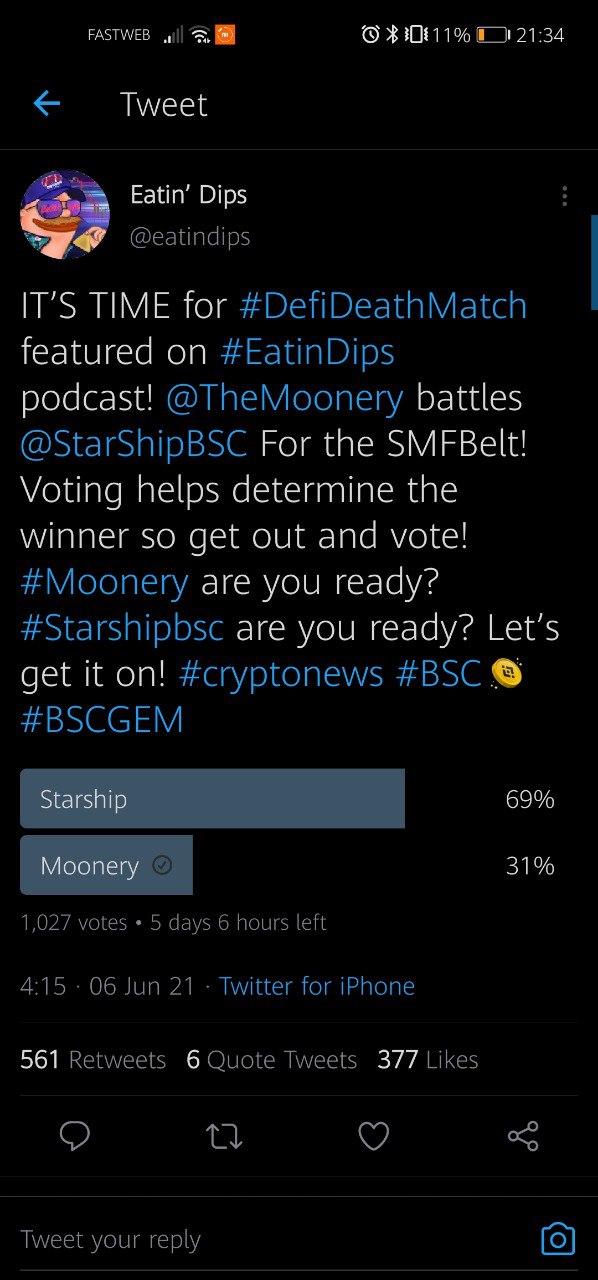 FASTWEB 11% 21:34
Tweet
Eatin’ Dips
@eatindips
IT’S TIME for #DefiDeathMatch
featured on #EatinDips
podcast! @TheMoonery battles
@StarShipBSC For the SMFBelt!
Voting helps determine the
winner so get out and vote!
#Moonery are you ready?
#Starshipbsc are you ready? Let’s
get it on! #cryptonews #BSC
#BSCGEM
Starship 69%
Moonery 31%
1,027 votes • 5 days 6 hours left
4:15 · 06 Jun 21 · Twitter for iPhone
561 Retweets 6 Quote Tweets 377 Likes
Tweet your reply